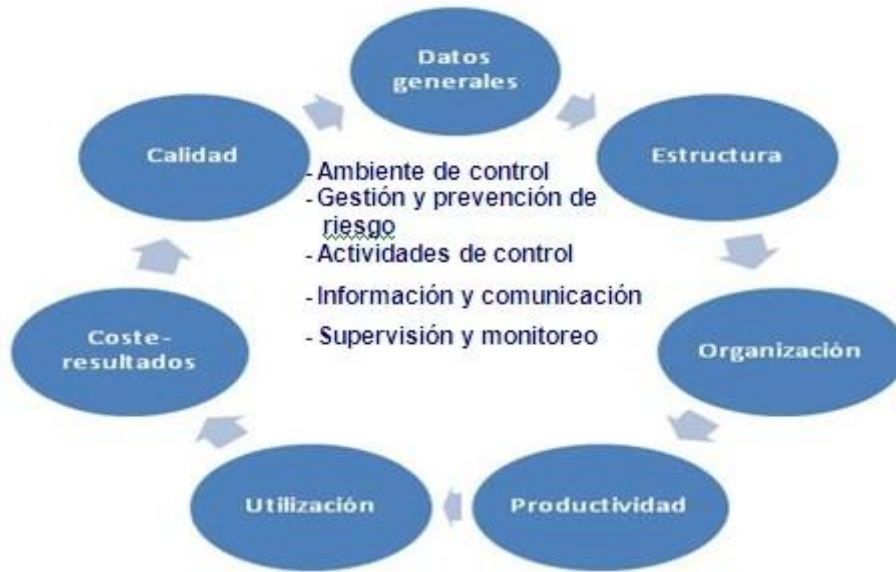 Datos
generales
Estructura
Organización
Productividad
Utilización
Coste-
resultados
Calidad
- Ambiente de control
- Gestión y prevención de
riesgo
- Actividades de control
- Información y comunicación
- Supervisión y monitoreo